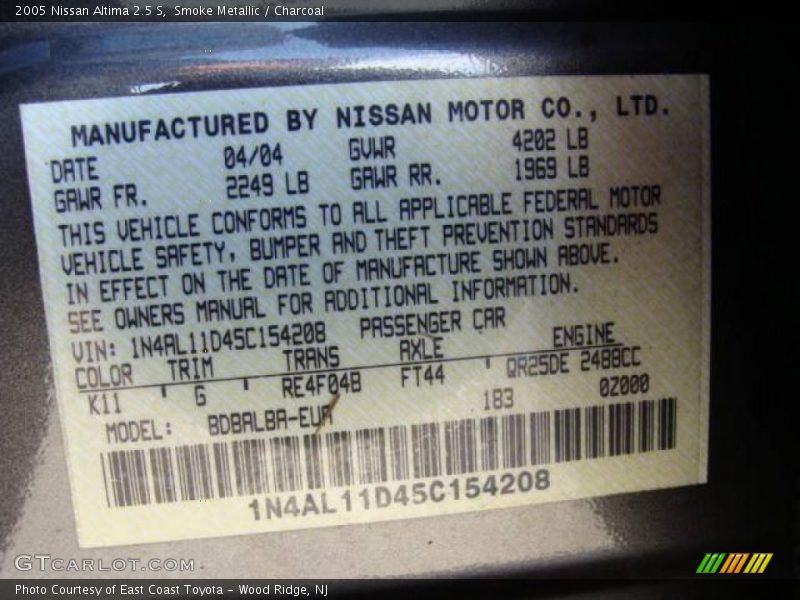 2005 Nissan Altima 2.5 S, Smoke Metallic / Charcoal
MANUFACTURED BY NISSAN MOTOR CO., LTD.
DATE 04/04 GVWR 4202 LB
GAWR FR. 2249 LB GAWR RR. 1969 LB
THIS VEHICLE CONFORMS TO ALL APPLICABLE FEDERAL MOTOR
VEHICLE SAFETY, BUMPER AND THEFT PREVENTION STANDARDS
IN EFFECT ON THE DATE OF MANUFACTURE SHOWN ABOVE.
SEE OWNERS MANUAL FOR ADDITIONAL INFORMATION.
VIN: 1N4AL11D45C154208 PASSENGER CAR
COLOR TRIM TRANS AXLE ENGINE
K11 G RE4F04B FT44 QR25DE 2488CC
MODEL: BDBALBA-EUA 183 0Z000
1N4AL11D45C154208
GTCarLot.com
Photo Courtesy of East Coast Toyota – Wood Ridge, NJ